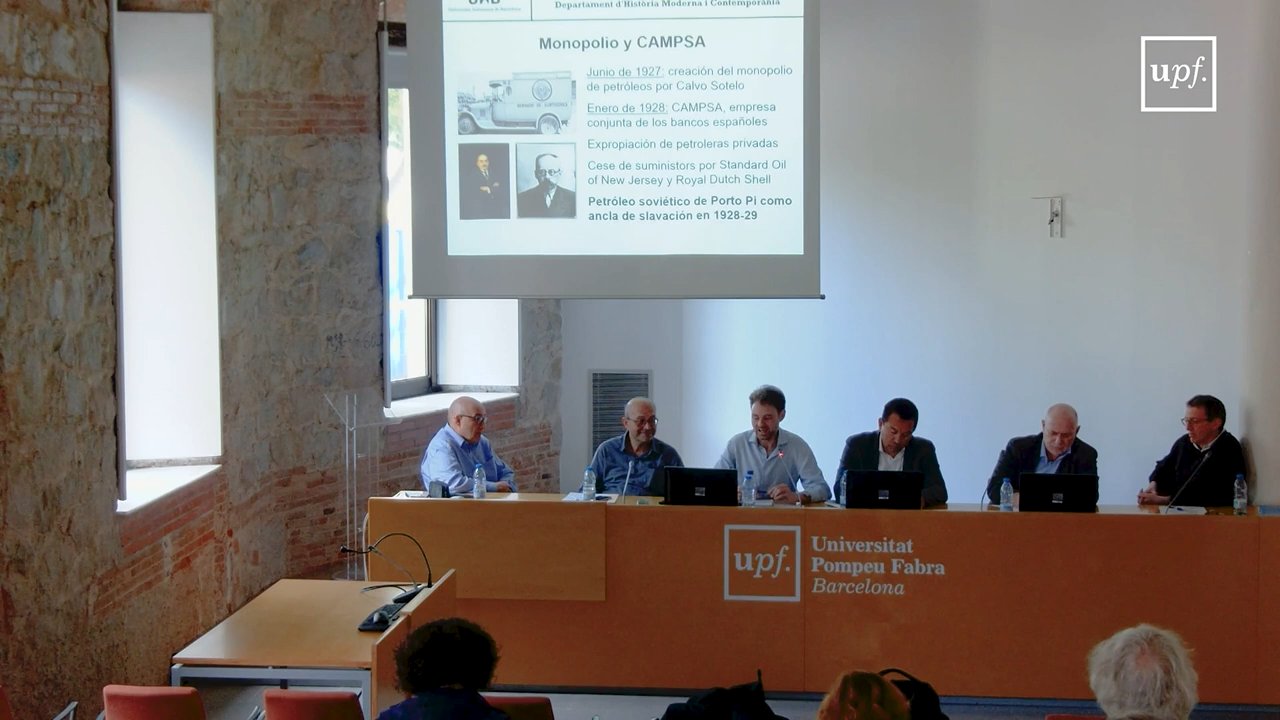 Departament d'Història Moderna i Contemporània
upf.
Monopolio y CAMPSA
Junio de 1927: creación del monopolio
de petróleos por Calvo Sotelo
Enero de 1928: CAMPSA, empresa
conjunta de los bancos españoles
Expropiación de petroleras privadas
Cese de suministors por Standard Oil
of New Jersey y Royal Dutch Shell
Petróleo soviético de Porto Pi como
ancla de slavación en 1928-29
upf.
Universitat
Pompeu Fabra
Barcelona